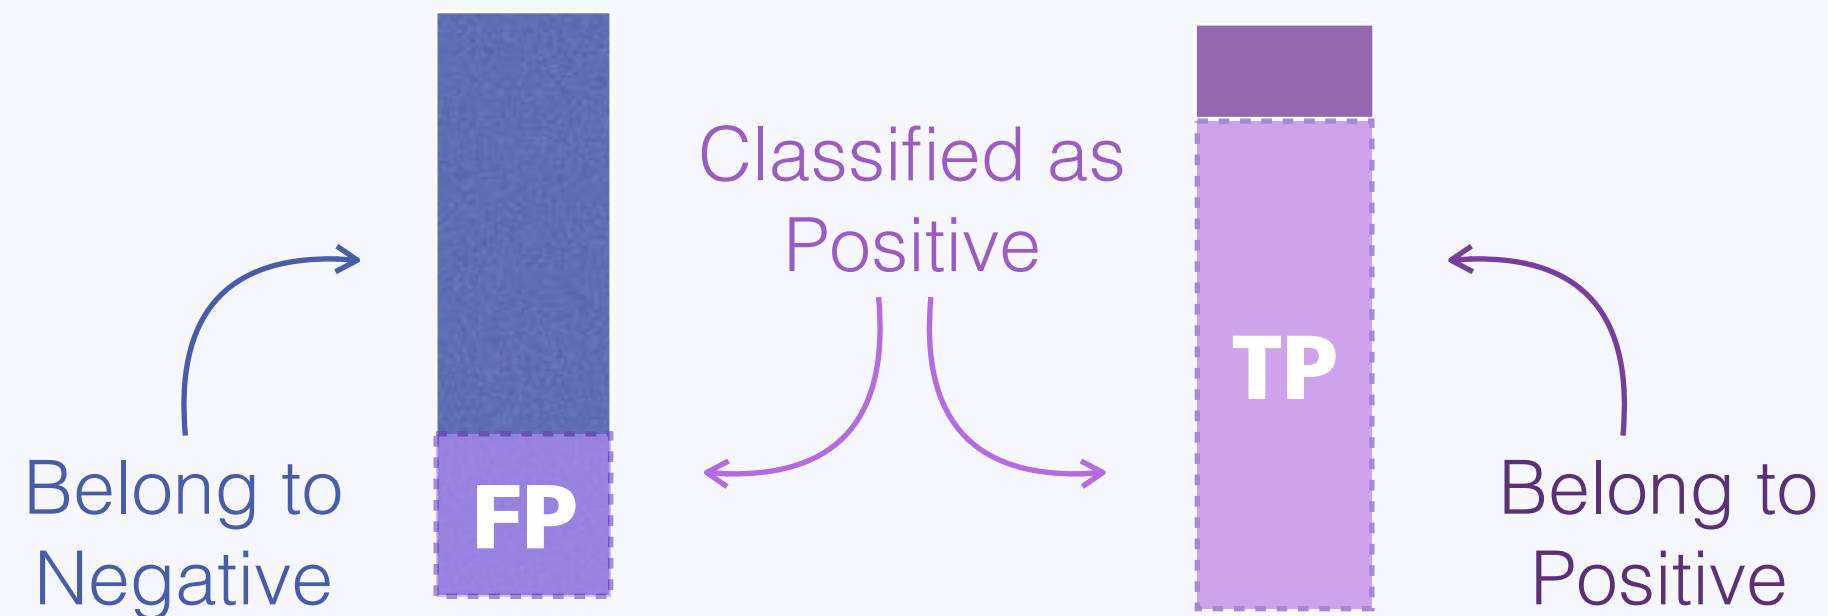 Classified as
Positive
FP
TP
Belong to
Negative
Belong to
Positive